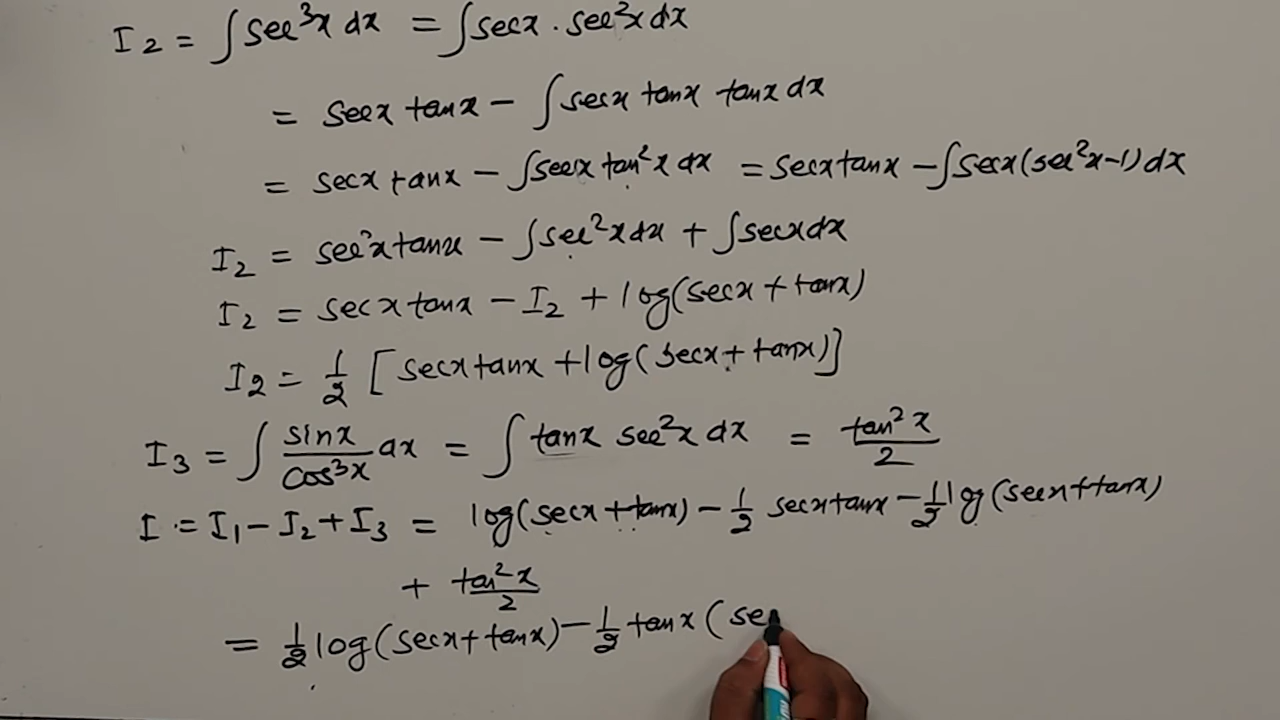 I₂ = ∫ sec³x dx = ∫ secx . sec²x dx
= secx tanx − ∫ secx tanx tanx dx
= secx tanx − ∫ secx tan²x dx = secx tanx − ∫ secx (sec²x−1) dx
I₂ = sec²x tanx − ∫ sec²x dx + ∫ secx dx
I₂ = secx tanx − I₂ + log(secx + tanx)
I₂ = 1/2 [secx tanx + log(secx + tanx)]
I₃ = ∫ sinx/cos³x dx = ∫ tanx sec²x dx = tan²x/2
I = I₁ − I₂ + I₃ = log(secx + tanx) − 1/2 secx tanx − 1/2 log(secx + tanx)
+ tan²x/2
= 1/2 log(secx + tanx) − 1/2 tanx (se